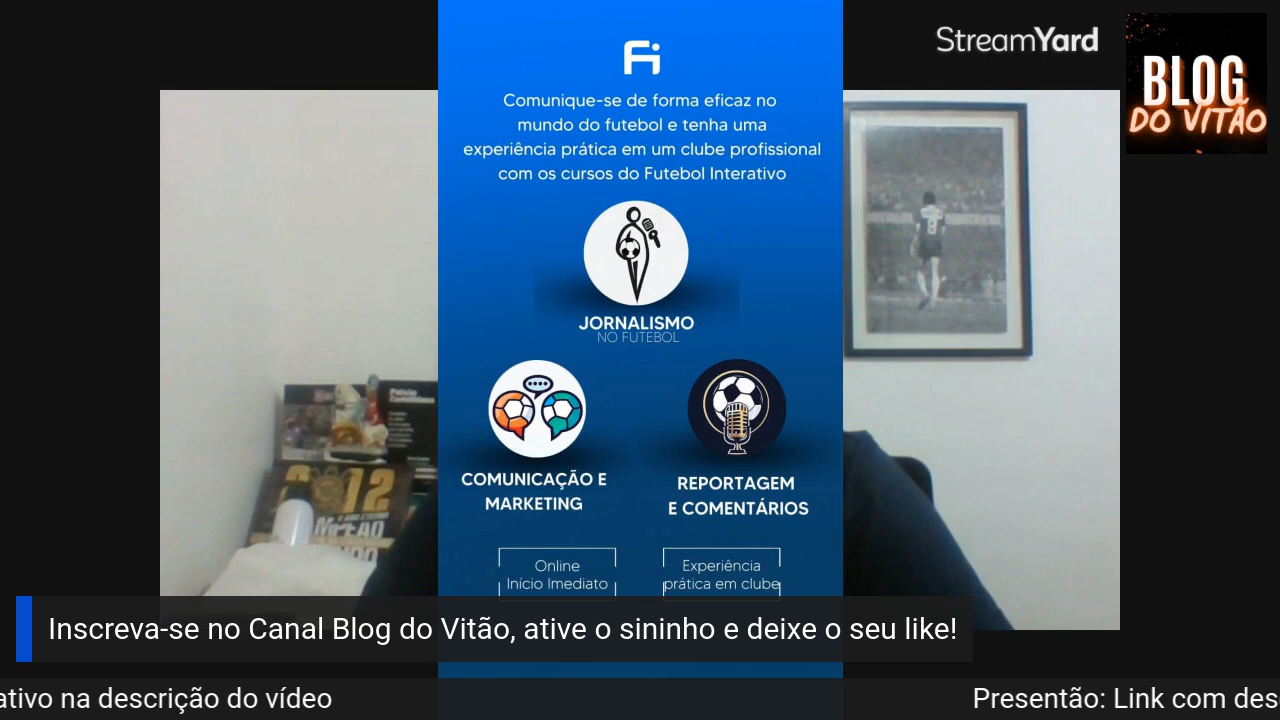 StreamYard
BLOG
DO VITÃO
Fi
Comunique-se de forma eficaz no
mundo do futebol e tenha uma
experiência prática em um clube profissional
com os cursos do Futebol Interativo
8
JORNALISMO
NO FUTEBOL
2012
COMUNICAÇÃO E
MARKETING
REPORTAGEM
E COMENTÁRIOS
Online
Início Imediato
Experiência
prática em clube
Inscreva-se no Canal Blog do Vitão, ative o sininho e deixe o seu like!
ativo na descrição do vídeo
Presentão: Link com des